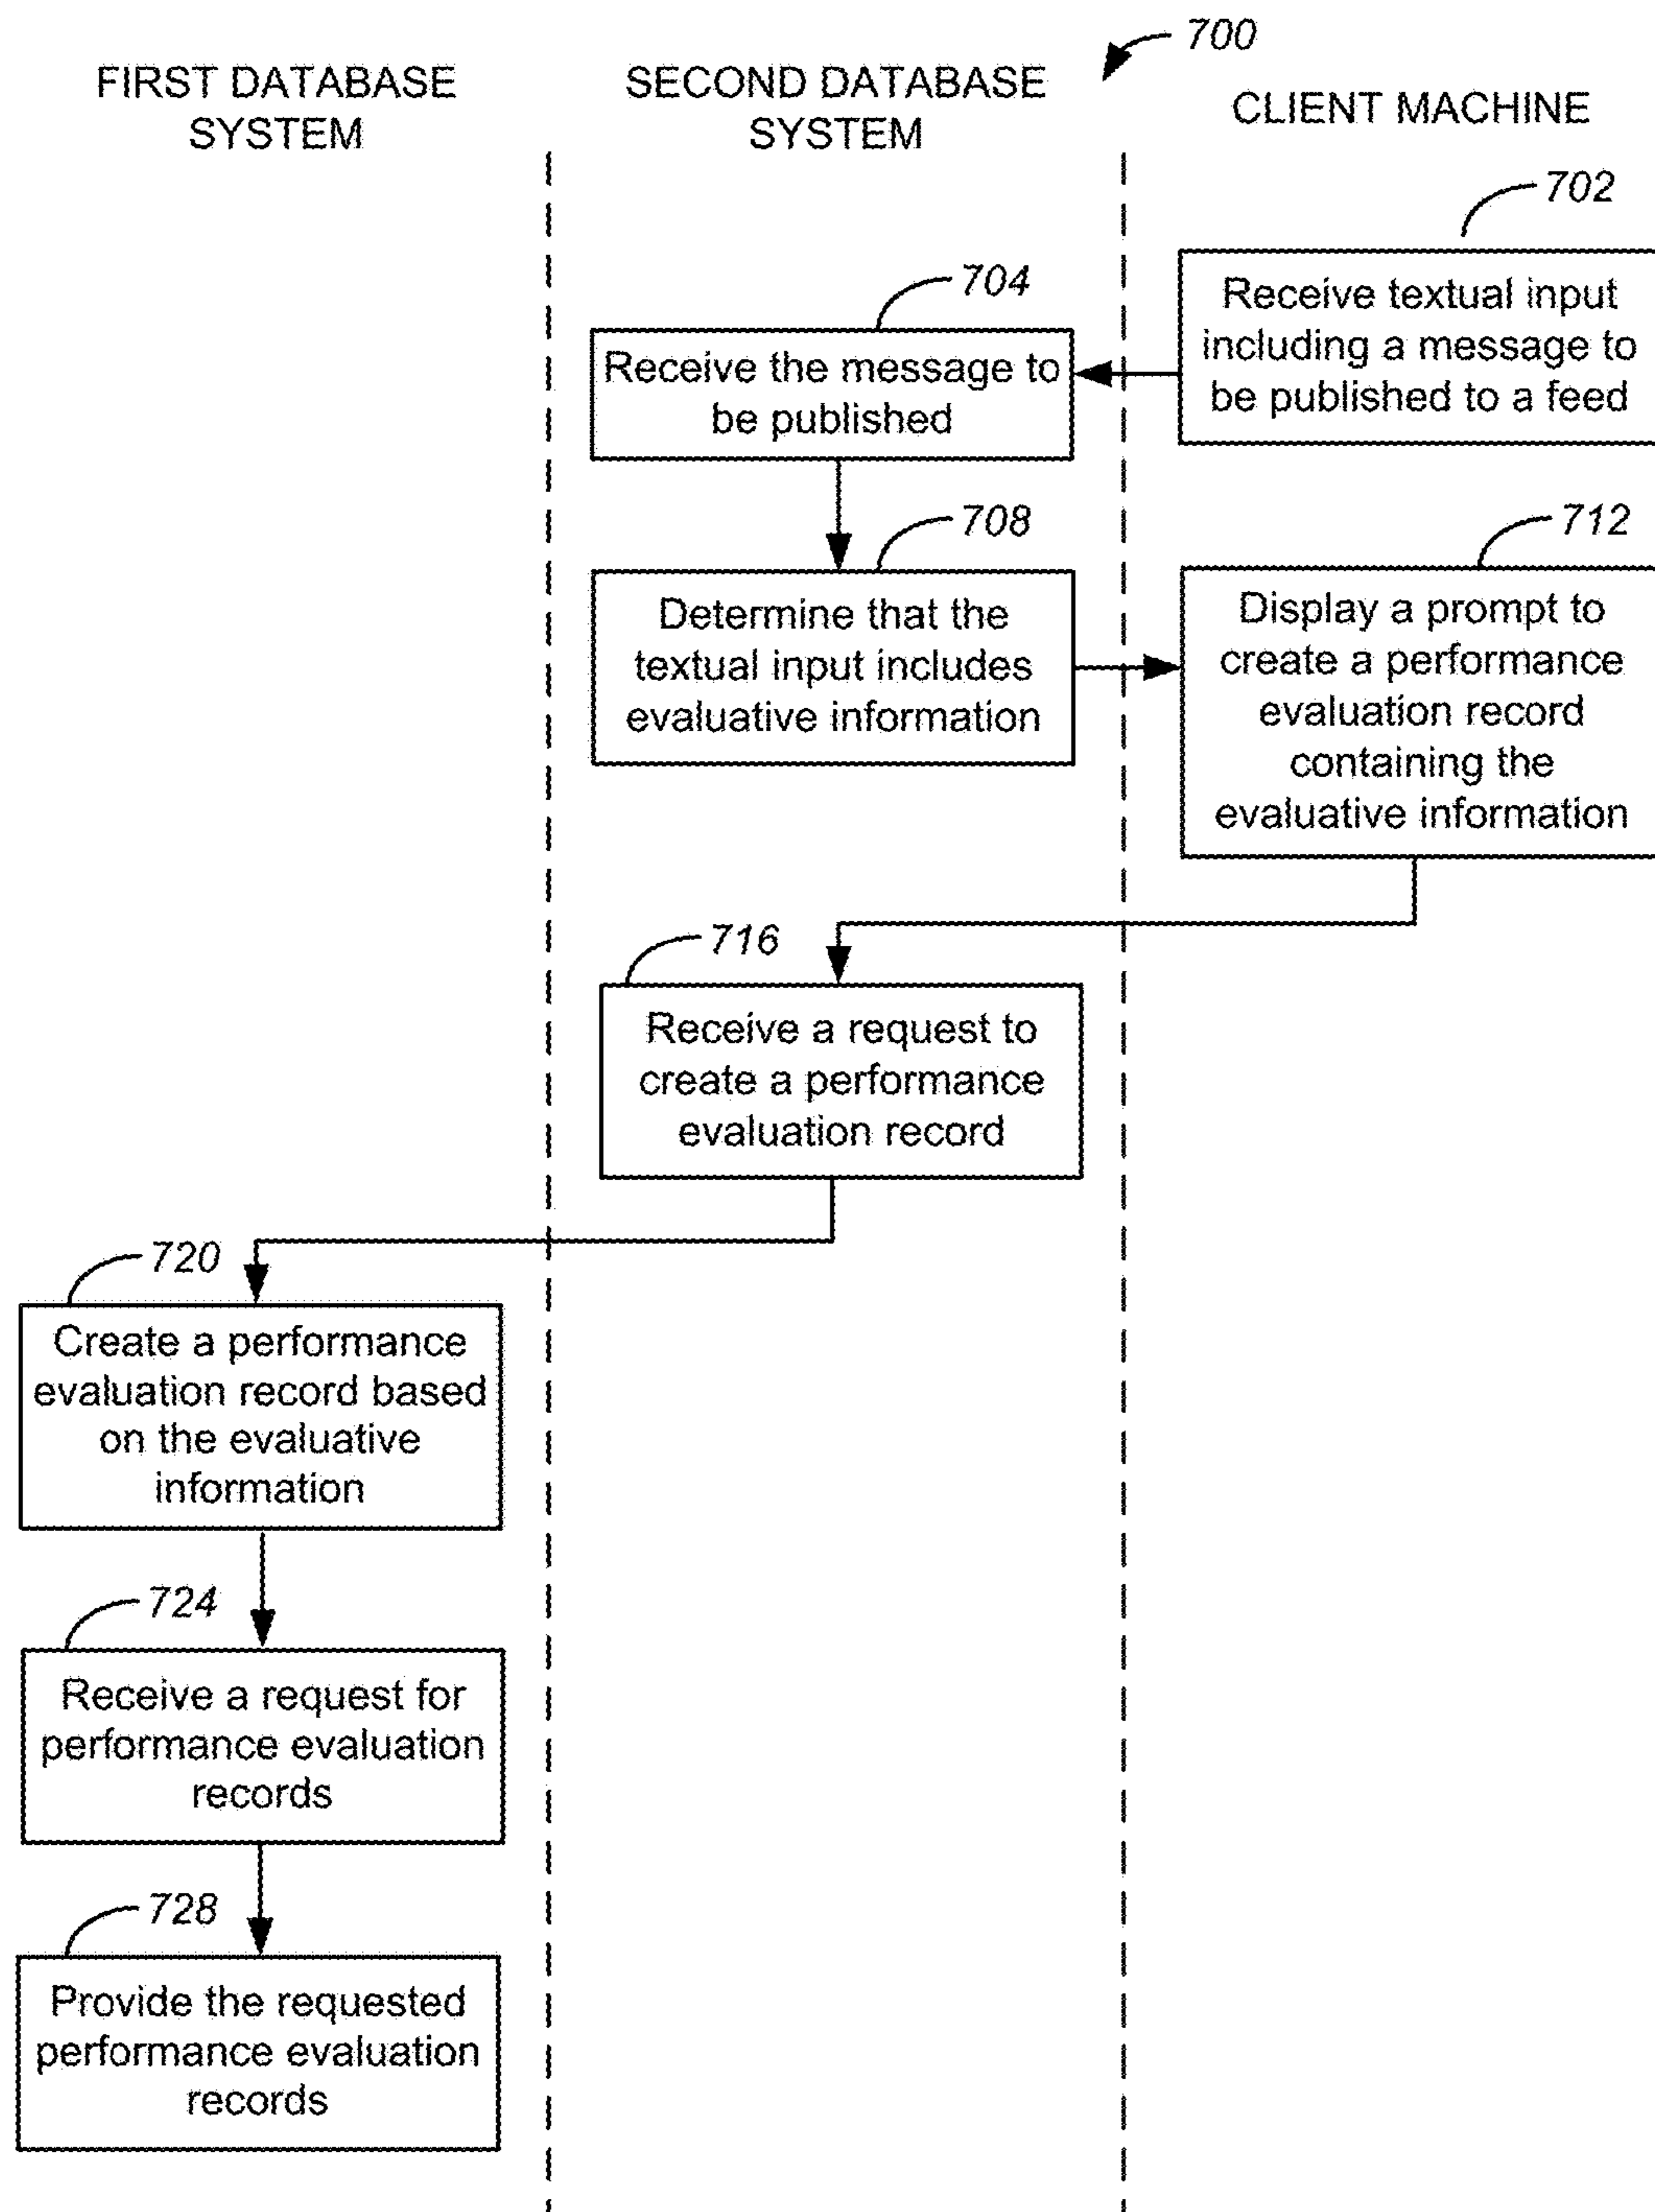 700
FIRST DATABASE
SYSTEM
SECOND DATABASE
SYSTEM
CLIENT MACHINE
702
Receive textual input
including a message to
be published to a feed
704
Receive the message to
be published
708
Determine that the
textual input includes
evaluative information
712
Display a prompt to
create a performance
evaluation record
containing the
evaluative information
716
Receive a request to
create a performance
evaluation record
720
Create a performance
evaluation record based
on the evaluative
information
724
Receive a request for
performance evaluation
records
728
Provide the requested
performance evaluation
records